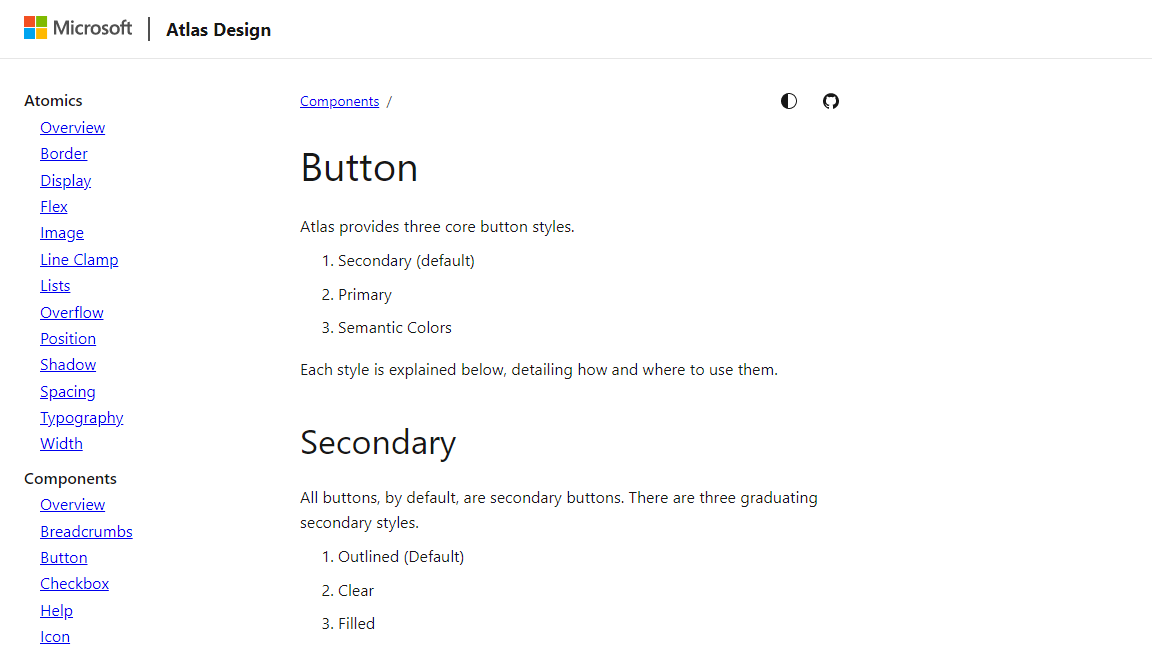 Microsoft | Atlas Design
Atomics
Overview
Border
Display
Flex
Image
Line Clamp
Lists
Overflow
Position
Shadow
Spacing
Typography
Width
Components
Overview
Breadcrumbs
Button
Checkbox
Help
Icon
Components /
Button
Atlas provides three core button styles.
1. Secondary (default)
2. Primary
3. Semantic Colors
Each style is explained below, detailing how and where to use them.
Secondary
All buttons, by default, are secondary buttons. There are three graduating
secondary styles.
1. Outlined (Default)
2. Clear
3. Filled